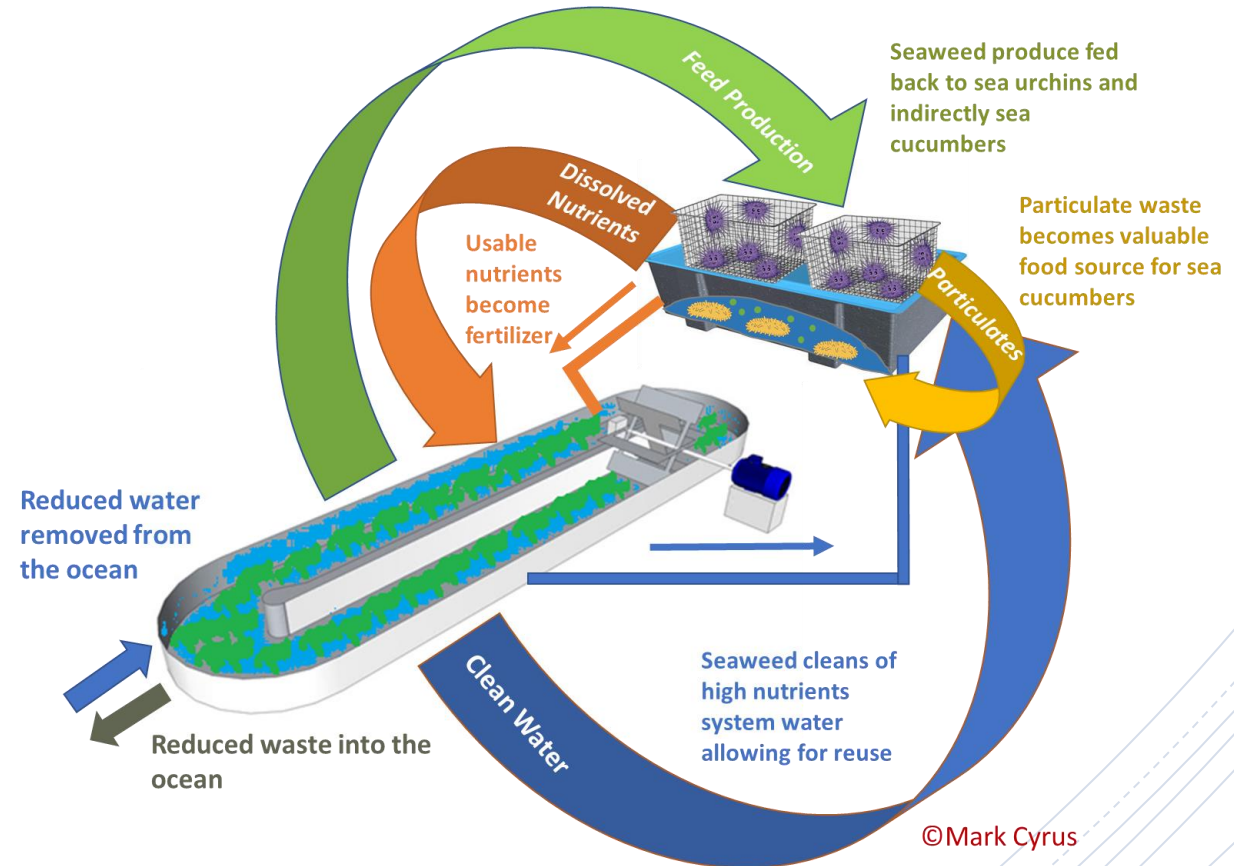 Feed Production
Seaweed produce fed
back to sea urchins and
indirectly sea
cucumbers
Dissolved
Nutrients
Usable
nutrients
become
fertilizer
Particulate waste
becomes valuable
food source for sea
cucumbers
Particulates
Reduced water
removed from
the ocean
Reduced waste into the
ocean
Clean Water
Seaweed cleans of
high nutrients
system water
allowing for reuse
©Mark Cyrus